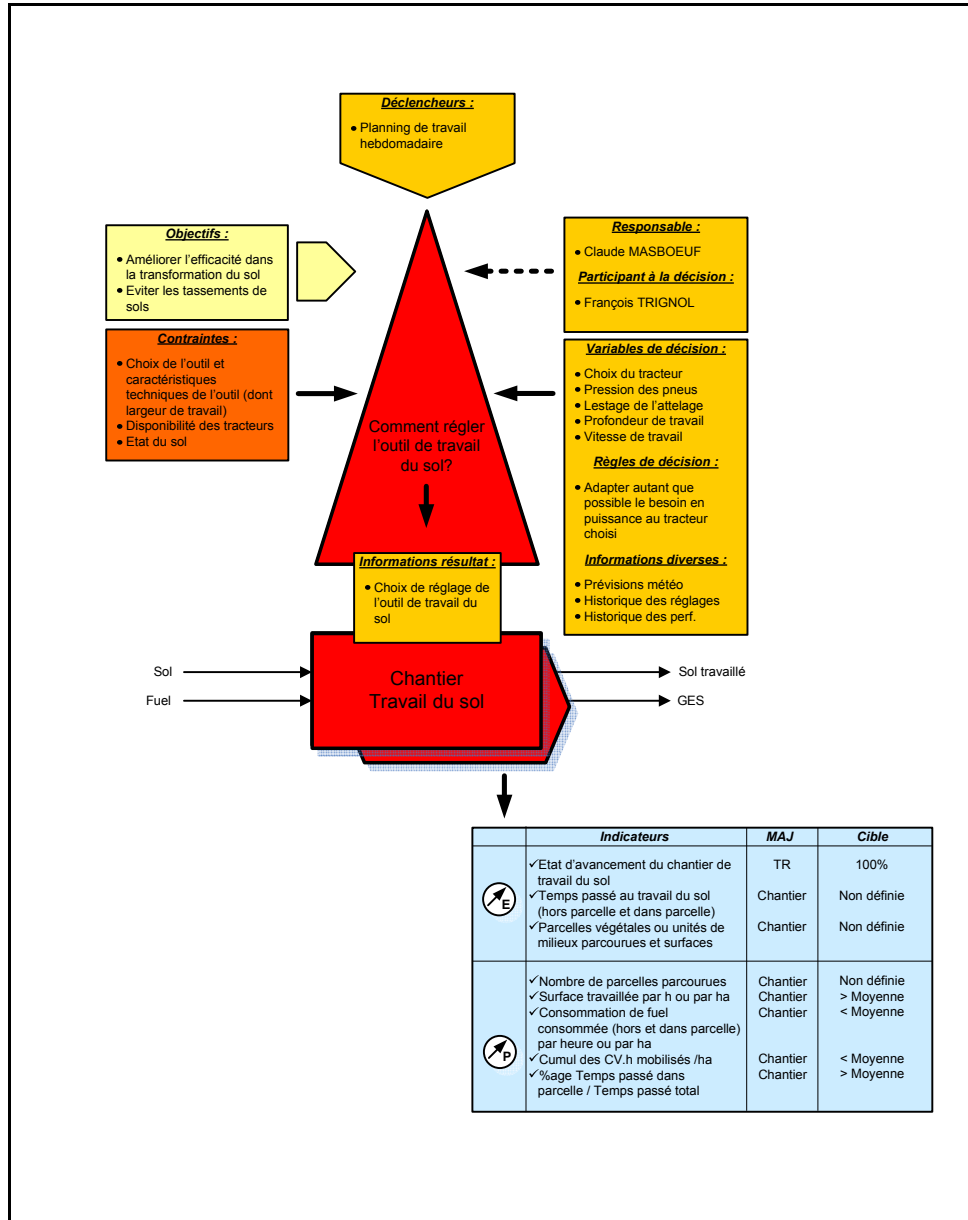 Déclencheurs :
• Planning de travail
hebdomadaire
Objectifs :
• Améliorer l'efficacité dans
la transformation du sol
• Eviter les tassements de
sols
Responsable :
• Claude MASBOEUF
Participant à la décision :
• François TRIGNOL
Contraintes :
• Choix de l'outil et
caractéristiques
techniques de l'outil (dont
largeur de travail)
• Disponibilité des tracteurs
• Etat du sol
Variables de décision :
• Choix du tracteur
• Pression des pneus
• Lestage de l'attelage
• Profondeur de travail
• Vitesse de travail
Règles de décision :
• Adapter autant que
possible le besoin en
puissance au tracteur
choisi
Informations diverses :
• Prévisions météo
• Historique des réglages
• Historique des perf.
Comment régler
l'outil de travail
du sol?
Informations résultat :
• Choix de réglage de
l'outil de travail du
sol
Sol
Fuel
Chantier
Travail du sol
Sol travaillé
GES
Indicateurs MAJ Cible
E
✓Etat d'avancement du chantier de TR 100%
travail du sol
✓Temps passé au travail du sol Chantier Non définie
(hors parcelle et dans parcelle)
✓Parcelles végétales ou unités de Chantier Non définie
milieux parcourues et surfaces
P
✓Nombre de parcelles parcourues Chantier Non définie
✓Surface travaillée par h ou par ha Chantier > Moyenne
✓Consommation de fuel Chantier < Moyenne
consommée (hors et dans parcelle)
par heure ou par ha
✓Cumul des CV.h mobilisés /ha Chantier < Moyenne
✓%age Temps passé dans Chantier > Moyenne
parcelle / Temps passé total